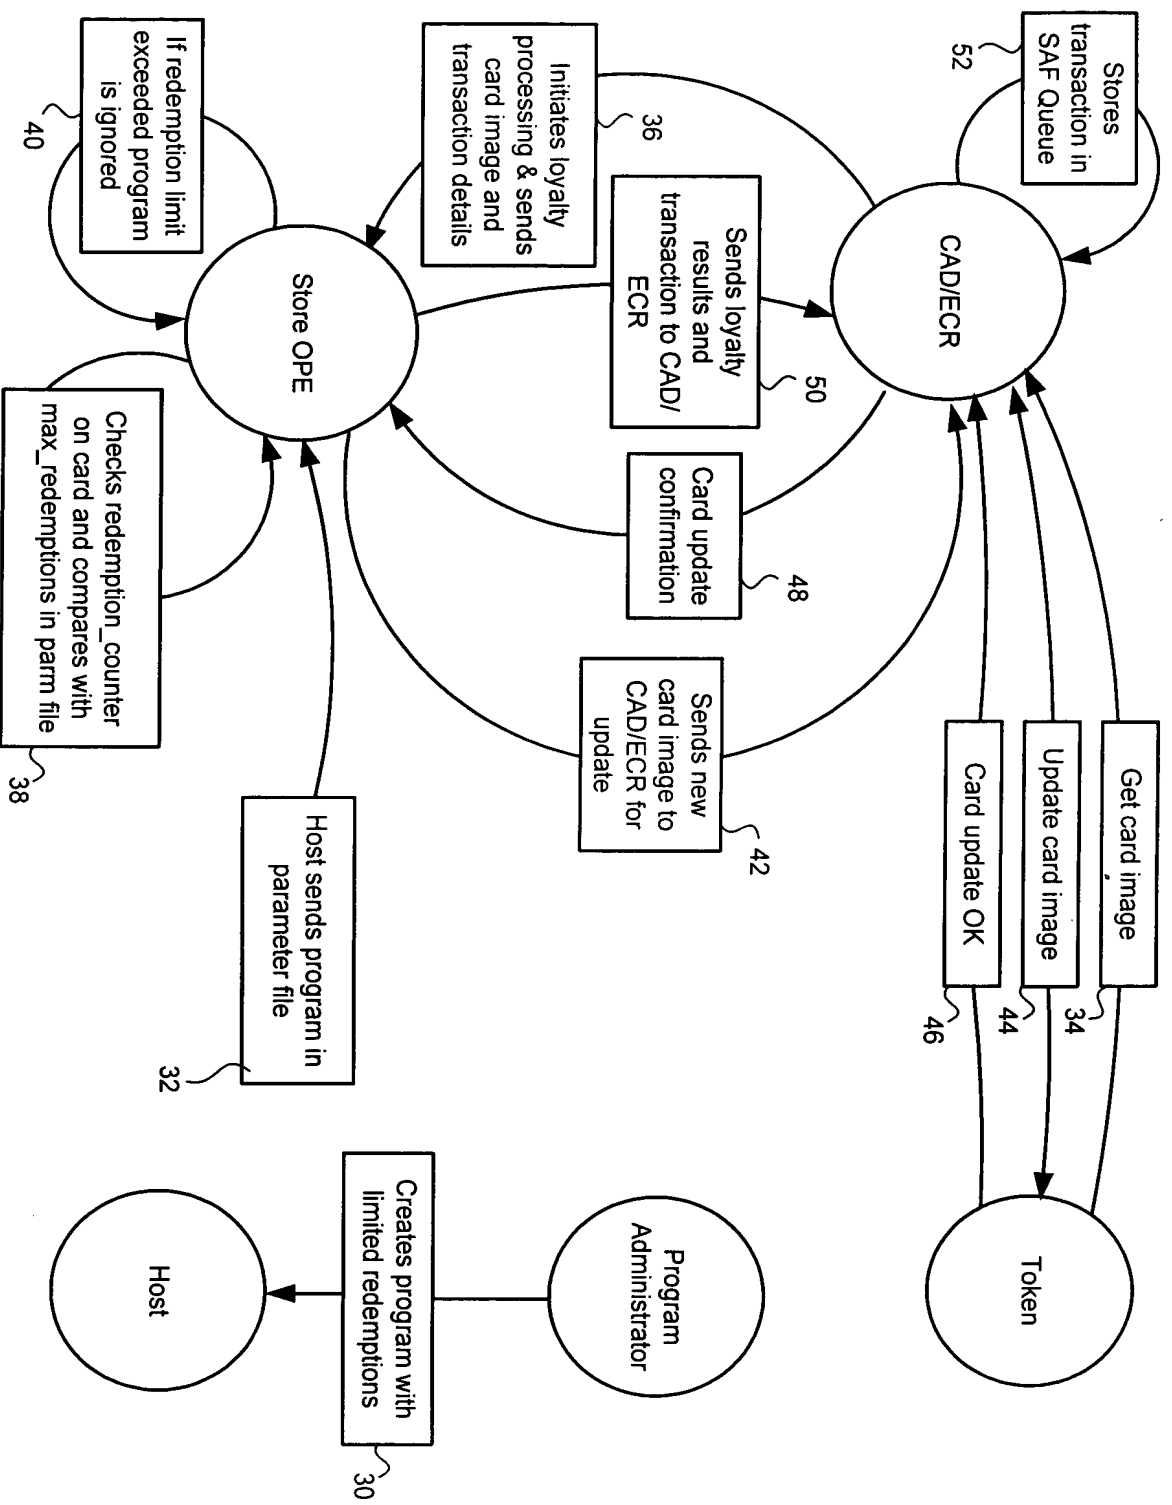 Stores
transaction in
SAF Queue
52
CAD/ECR
Get card image
34
Update card image
44
Card update OK
46
Token
Initiates loyalty
processing & sends
card image and
transaction details
36
Sends loyalty
results and
transaction to CAD/
ECR
50
Card update
confirmation
48
Sends new
card image to
CAD/ECR for
update
42
Program
Administrator
If redemption limit
exceeded program
is ignored
40
Store OPE
Checks redemption_counter
on card and compares with
max_redemptions in parm file
38
Host sends program in
parameter file
32
Creates program with
limited redemptions
30
Host